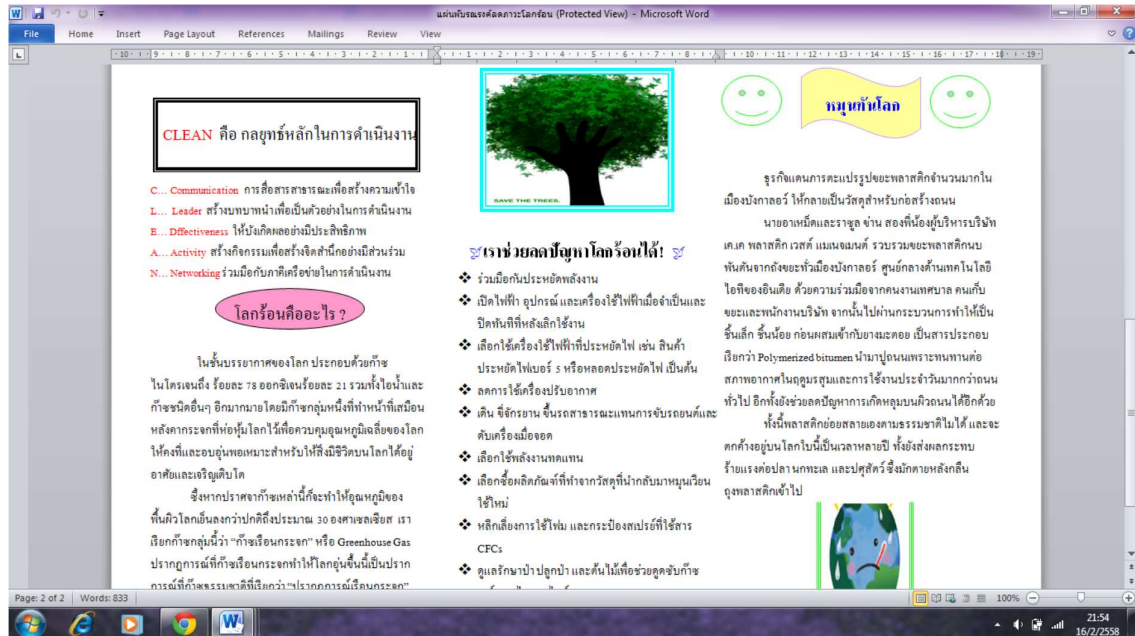 แผ่นพับรณรงค์ลดภาวะโลกร้อน (Protected View) - Microsoft Word
File Home Insert Page Layout References Mailings Review View
CLEAN คือ กลยุทธ์หลักในการดำเนินงาน
C... Communication การสื่อสารสาธารณะเพื่อสร้างความเข้าใจ
L... Leader สร้างบทบาทนำเพื่อเป็นตัวอย่างในการดำเนินงาน
E... Dffectiveness ให้บังเกิดผลอย่างมีประสิทธิภาพ
A... Activity สร้างกิจกรรมเพื่อสร้างจิตสำนึกอย่างมีส่วนร่วม
N... Networking ร่วมมือกับภาคีเครือข่ายในการดำเนินงาน
โลกร้อนคืออะไร ?
ในชั้นบรรยากาศของโลก ประกอบด้วยก๊าซ
ไนโตรเจนถึง ร้อยละ 78 ออกซิเจนร้อยละ 21 รวมทั้งไอน้ำและ
ก๊าซชนิดอื่นๆ อีกมากมายโดยมีก๊าซกลุ่มหนึ่งที่ทำหน้าที่เสมือน
หลังคากระจกที่ห่อหุ้มโลกไว้เพื่อควบคุมอุณหภูมิเฉลี่ยของโลก
ให้คงที่และอบอุ่นพอเหมาะสำหรับให้สิ่งมีชีวิตบนโลกได้อยู่
อาศัยและเจริญเติบโต
ซึ่งหากปราศจาก๊าซเหล่านี้ก็จะทำให้อุณหภูมิของ
พื้นผิวโลกเย็นลงกว่าปกติถึงประมาณ 30 องศาเซลเซียส เรา
เรียกก๊าซกลุ่มนี้ว่า “ก๊าซเรือนกระจก” หรือ Greenhouse Gas
ปรากฏการณ์ที่ก๊าซเรือนกระจกทำให้โลกอุ่นขึ้นนี้เป็นปราก
การณ์ที่ก๊าซธรรมชาติที่เรียกว่า “ปรากฏการณ์เรือนกระจก”
SAVE THE TREES.
เราช่วยลดปัญหาโลกร้อนได้!
❖ ร่วมมือกันประหยัดพลังงาน
❖ เปิดไฟฟ้า อุปกรณ์ และเครื่องใช้ไฟฟ้าเมื่อจำเป็นและ
ปิดทันทีที่หลังเลิกใช้งาน
❖ เลือกใช้เครื่องใช้ไฟฟ้าที่ประหยัดไฟ เช่น สินค้า
ประหยัดไฟเบอร์ 5 หรือหลอดประหยัดไฟ เป็นต้น
❖ ลดการใช้เครื่องปรับอากาศ
❖ เดิน ขี่จักรยาน ขึ้นรถสาธารณะแทนการขับรถยนต์และ
ดับเครื่องเมื่อจอด
❖ เลือกใช้พลังงานทดแทน
❖ เลือกซื้อผลิตภัณฑ์ที่ทำจากวัสดุที่นำกลับมาหมุนเวียน
ใช้ใหม่
❖ หลีกเลี่ยงการใช้โฟม และกระป๋องสเปรย์ที่ใช้สาร
CFCs
❖ ดูแลรักษาป่า ปลูกป่า และต้นไม้เพื่อช่วยดูดซับก๊าซ
หมุนทันโลก
ธุรกิจแดนภารตะแปรรูปขยะพลาสติกจำนวนมากใน
เมืองบังกาลอว์ ให้กลายเป็นวัสดุสำหรับก่อสร้างถนน
นายอาเหม็ดและราซูล ข่าน สองพี่น้องผู้บริหารบริษัท
เค.เค พลาสติก เวสต์ แมเนจเมนต์ รวบรวมขยะพลาสติกนบ
พันตันจากถังขยะทั่วเมืองบังกาลอร์ ศูนย์กลางด้านเทคโนโลยี
ไอทีของอินเดีย ด้วยความร่วมมือจากคนงานเทศบาล คนเก็บ
ขยะและพนักงานบริษัท จากนั้นไปผ่านกระบวนการทำให้เป็น
ชิ้นเล็ก ชิ้นน้อย ก่อนผสมเข้ากับยางมะตอย เป็นสารประกอบ
เรียกว่า Polymerized bitumen นำมาปูถนนเพราะทนทานต่อ
สภาพอากาศในฤดูมรสุมและการใช้งานประจำวันมากกว่าถนน
ทั่วไป อีกทั้งยังช่วยลดปัญหาการเกิดหลุมบนผิวถนนได้อีกด้วย
ทั้งนี้พลาสติกย่อยสลายเองตามธรรมชาติไม่ได้ และจะ
ตกค้างอยู่บนโลกใบนี้เป็นเวลาหลายปี ทั้งยังส่งผลกระทบ
ร้ายแรงต่อปลา นกทะเล และปศุสัตว์ ซึ่งมักตายหลังกลืน
ถุงพลาสติกเข้าไป
Page: 2 of 2 Words: 833 100%
21:54
16/2/2558